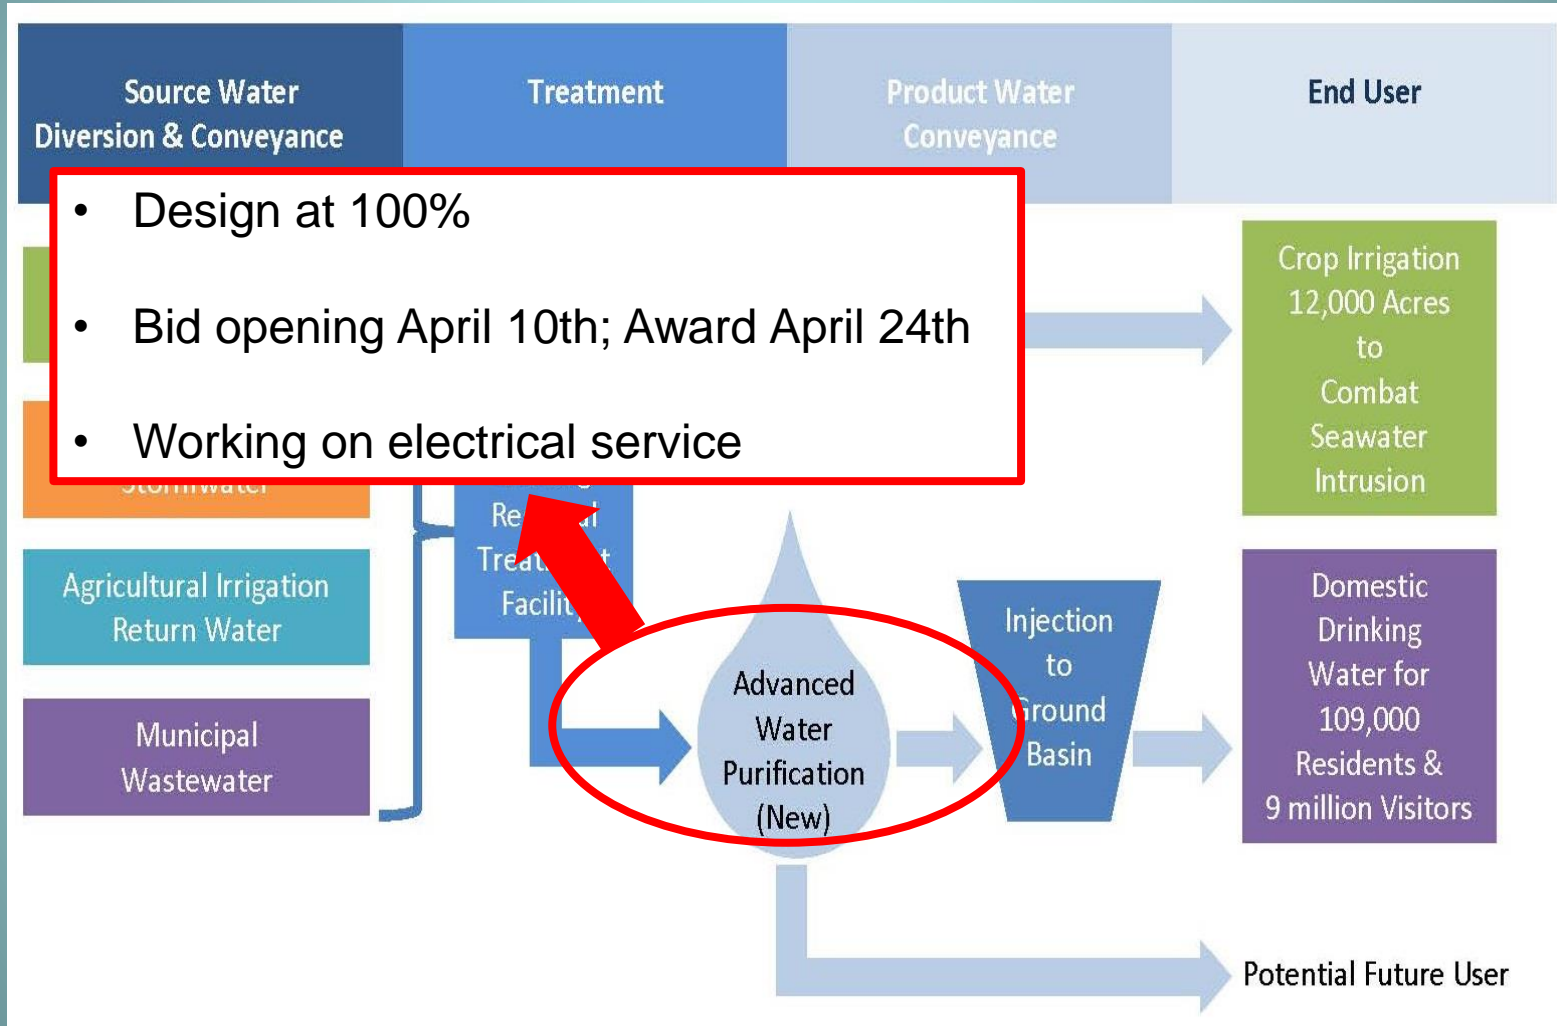 Source Water
Diversion & Conveyance
Treatment
Product Water
Conveyance
End User
• Design at 100%
• Bid opening April 10th; Award April 24th
• Working on electrical service
Stormwater
Agricultural Irrigation
Return Water
Municipal
Wastewater
Facility
Advanced
Water
Purification
(New)
Injection
to
Ground
Basin
Crop Irrigation
12,000 Acres
to
Combat
Seawater
Intrusion
Domestic
Drinking
Water for
109,000
Residents &
9 million Visitors
Potential Future User